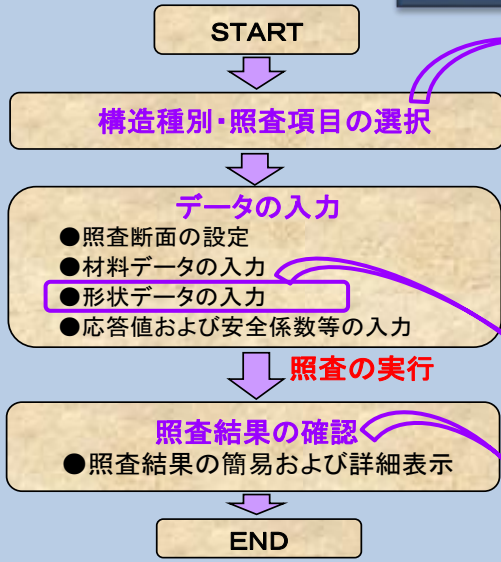 START
構造種別・照査項目の選択
データの入力
●照査断面の設定
●材料データの入力
●形状データの入力
●応答値および安全係数等の入力
照査の実行
照査結果の確認
●照査結果の簡易および詳細表示
END